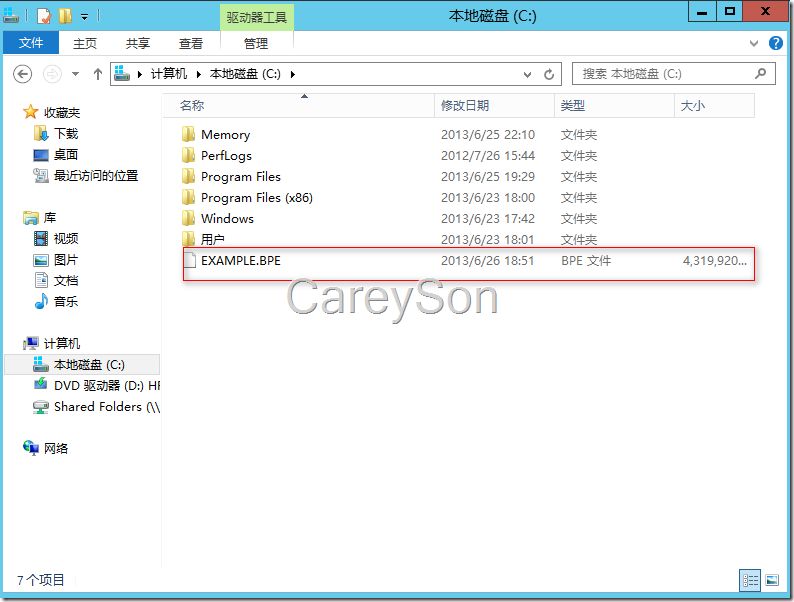 驱动器工具
本地磁盘 (C:)
文件 主页 共享 查看 管理
计算机 本地磁盘 (C:) 搜索 本地磁盘 (C:)
名称 修改日期 类型 大小
收藏夹
下载
桌面
最近访问的位置
库
视频
图片
文档
音乐
计算机
本地磁盘 (C:)
DVD 驱动器 (D:) HF
Shared Folders (\\
网络
Memory 2013/6/25 22:10 文件夹
PerfLogs 2012/7/26 15:44 文件夹
Program Files 2013/6/25 19:29 文件夹
Program Files (x86) 2013/6/23 18:00 文件夹
Windows 2013/6/23 17:42 文件夹
用户 2013/6/23 18:01 文件夹
EXAMPLE.BPE 2013/6/26 18:51 BPE 文件 4,319,920...
CareySon
7 个项目